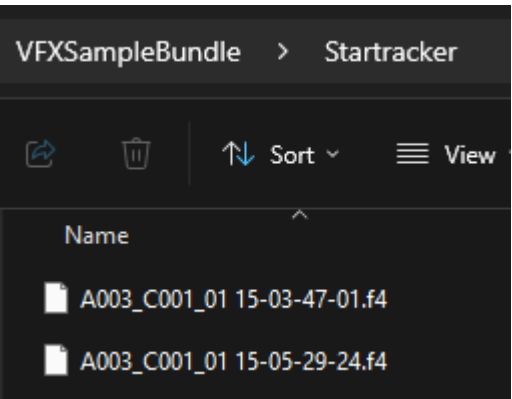 VFXSampleBundle > Startracker
Sort View
Name
A003_C001_01 15-03-47-01.f4
A003_C001_01 15-05-29-24.f4